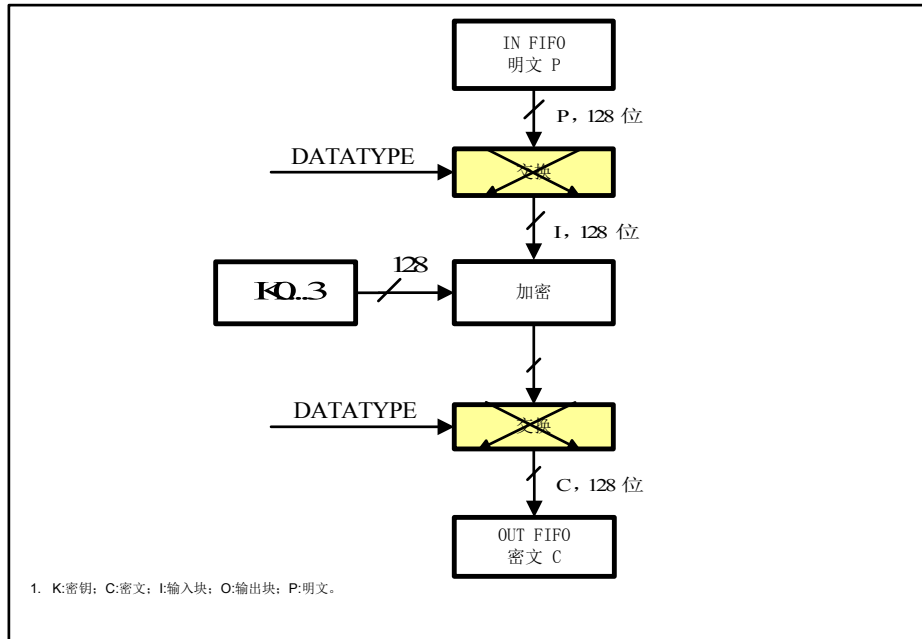 IN FIFO
明文 P
P，128 位
DATATYPE
交换
I，128 位
128
K0...3
加密
DATATYPE
交换
C，128 位
OUT FIFO
密文 C
1. K:密钥；C:密文；I:输入块；O:输出块；P:明文。